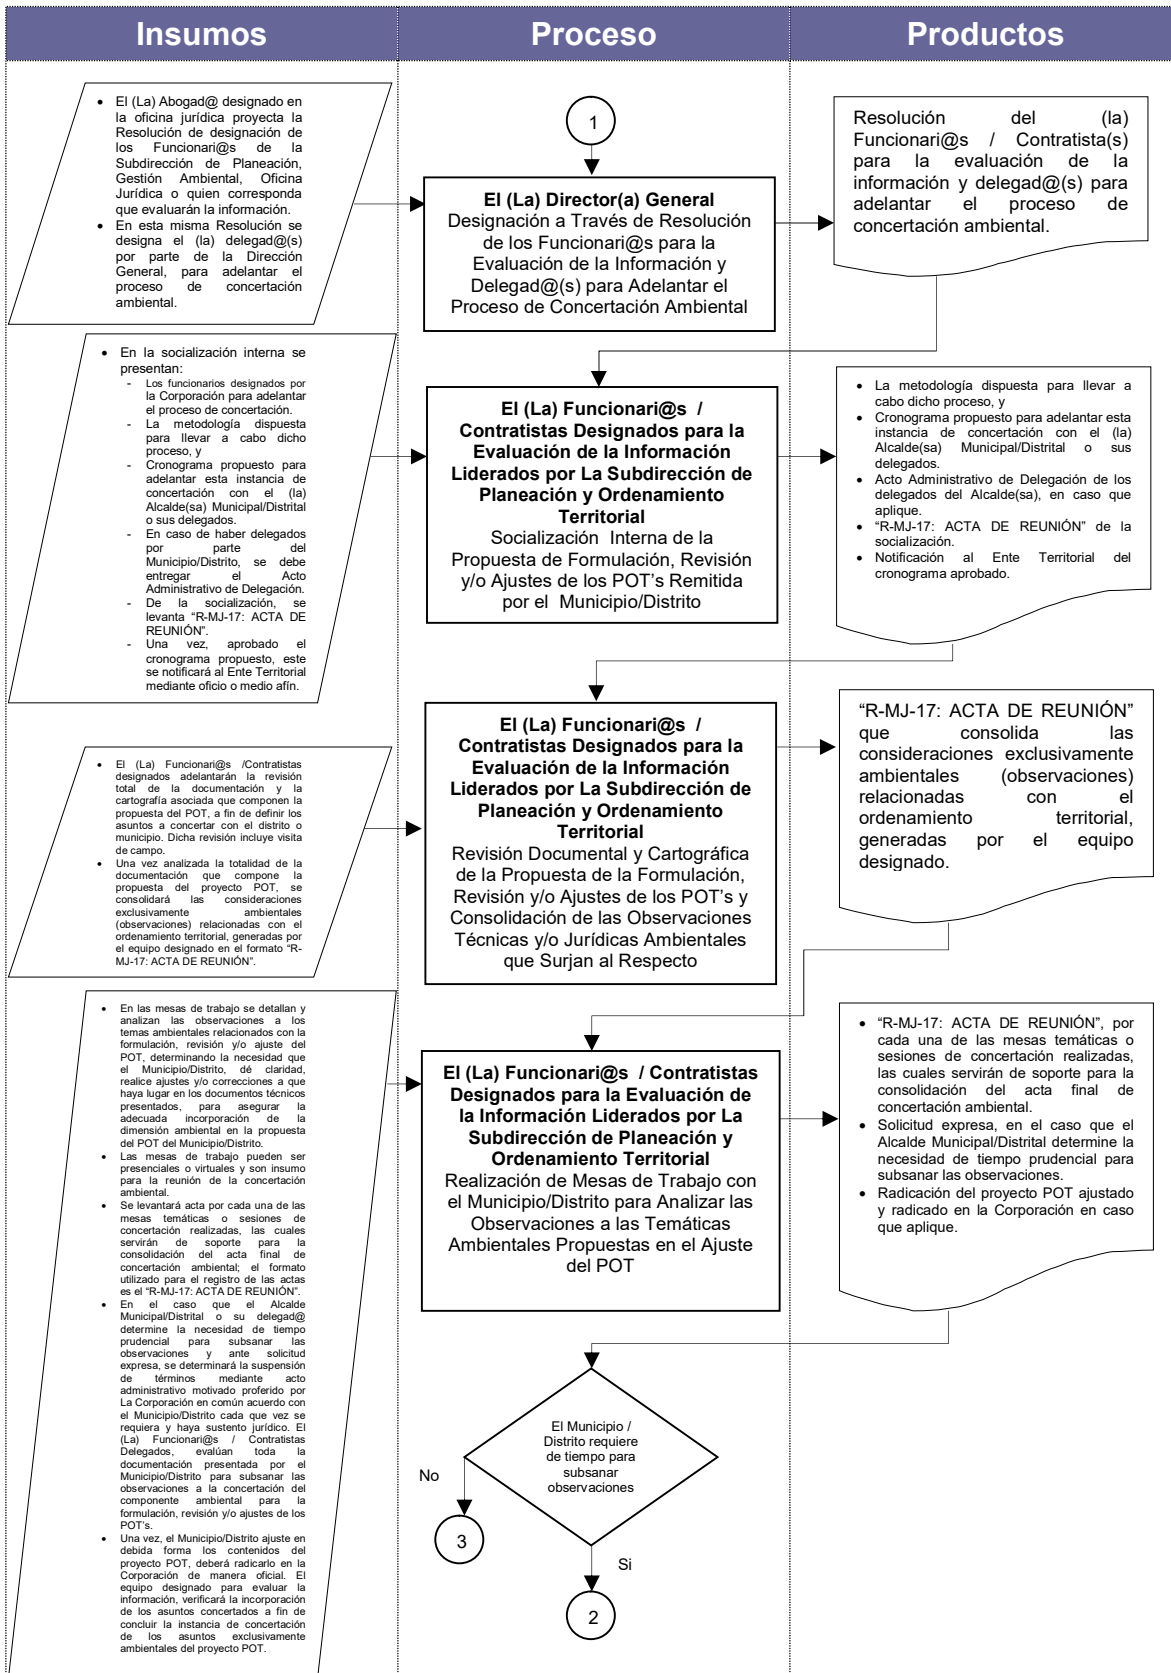 Insumos
Proceso
Productos
• El (La) Abogad@ designado en
la oficina jurídica proyecta la
Resolución de designación de
los Funcionari@s de la
Subdirección de Planeación,
Gestión Ambiental, Oficina
Jurídica o quien corresponda
que evaluarán la información.
• En esta misma Resolución se
designa el (la) delegad@(s)
por parte de la Dirección
General, para adelantar el
proceso de concertación
ambiental.
1
El (La) Director(a) General
Designación a Través de Resolución
de los Funcionari@s para la
Evaluación de la Información y
Delegad@(s) para Adelantar el
Proceso de Concertación Ambiental
Resolución del (la)
Funcionari@s / Contratista(s)
para la evaluación de la
información y delegad@(s) para
adelantar el proceso de
concertación ambiental.
• En la socialización interna se
presentan:
- Los funcionarios designados por
la Corporación para adelantar
el proceso de concertación.
- La metodología dispuesta
para llevar a cabo dicho
proceso, y
- Cronograma propuesto para
adelantar esta instancia de
concertación con el (la)
Alcalde(sa) Municipal/Distrital
o sus delegados.
- En caso de haber delegados
por parte del
Municipio/Distrito, se debe
entregar el Acto
Administrativo de Delegación.
- De la socialización, se
levanta “R-MJ-17: ACTA DE
REUNIÓN”.
- Una vez, aprobado el
cronograma propuesto, este
se notificará al Ente Territorial
mediante oficio o medio afín.
El (La) Funcionari@s /
Contratistas Designados para la
Evaluación de la Información
Liderados por La Subdirección de
Planeación y Ordenamiento
Territorial
Socialización Interna de la
Propuesta de Formulación, Revisión
y/o Ajustes de los POT’s Remitida
por el Municipio/Distrito
• La metodología dispuesta para llevar a
cabo dicho proceso, y
• Cronograma propuesto para adelantar esta
instancia de concertación con el (la)
Alcalde(sa) Municipal/Distrital o sus
delegados.
• Acto Administrativo de Delegación de los
delegados del Alcalde(sa), en caso que
aplique.
• “R-MJ-17: ACTA DE REUNIÓN” de la
socialización.
• Notificación al Ente Territorial del
cronograma aprobado.
• El (La) Funcionari@s /Contratistas
designados adelantarán la revisión
total de la documentación y la
cartografía asociada que componen la
propuesta del POT, a fin de definir los
asuntos a concertar con el distrito o
municipio. Dicha revisión incluye visita
de campo.
• Una vez analizada la totalidad de la
documentación que compone la
propuesta del proyecto POT, se
consolidará las consideraciones
exclusivamente ambientales
(observaciones) relacionadas con el
ordenamiento territorial, generadas por
el equipo designado en el formato “R-
MJ-17: ACTA DE REUNIÓN”.
El (La) Funcionari@s /
Contratistas Designados para la
Evaluación de la Información
Liderados por La Subdirección de
Planeación y Ordenamiento
Territorial
Revisión Documental y Cartográfica
de la Propuesta de la Formulación,
Revisión y/o Ajustes de los POT’s y
Consolidación de las Observaciones
Técnicas y/o Jurídicas Ambientales
que Surjan al Respecto
“R-MJ-17: ACTA DE REUNIÓN”
que consolida las
consideraciones exclusivamente
ambientales (observaciones)
relacionadas con el
ordenamiento territorial,
generadas por el equipo
designado.
• En las mesas de trabajo se detallan y
analizan las observaciones a los
temas ambientales relacionados con la
formulación, revisión y/o ajuste del
POT, determinando la necesidad que
el Municipio/Distrito, dé claridad,
realice ajustes y/o correcciones a que
haya lugar en los documentos técnicos
presentados, para asegurar la
adecuada incorporación de la
dimensión ambiental en la propuesta
del POT del Municipio/Distrito.
• Las mesas de trabajo pueden ser
presenciales o virtuales y son insumo
para la reunión de la concertación
ambiental.
• Se levantará acta por cada una de las
mesas temáticas o sesiones de
concertación realizadas, las cuales
servirán de soporte para la
consolidación del acta final de
concertación ambiental; el formato
utilizado para el registro de las actas
es el “R-MJ-17: ACTA DE REUNIÓN”.
• En el caso que el Alcalde
Municipal/Distrital o su delegad@
determine la necesidad de tiempo
prudencial para subsanar las
observaciones y ante solicitud
expresa, se determinará la suspensión
de términos mediante acto
administrativo motivado proferido por
La Corporación en común acuerdo con
el Municipio/Distrito cada que vez se
requiera y haya sustento jurídico. El
(La) Funcionari@s / Contratistas
Delegados, evalúan toda la
documentación presentada por el
Municipio/Distrito para subsanar las
observaciones a la concertación del
componente ambiental para la
formulación, revisión y/o ajustes de los
POT’s.
• Una vez, el Municipio/Distrito ajuste en
debida forma los contenidos del
proyecto POT, deberá radicarlo en la
Corporación de manera oficial. El
equipo designado para evaluar la
información, verificará la incorporación
de los asuntos concertados a fin de
concluir la instancia de concertación
de los asuntos exclusivamente
ambientales del proyecto POT.
El (La) Funcionari@s / Contratistas
Designados para la Evaluación de
la Información Liderados por La
Subdirección de Planeación y
Ordenamiento Territorial
Realización de Mesas de Trabajo con
el Municipio/Distrito para Analizar las
Observaciones a las Temáticas
Ambientales Propuestas en el Ajuste
del POT
• “R-MJ-17: ACTA DE REUNIÓN”, por
cada una de las mesas temáticas o
sesiones de concertación realizadas,
las cuales servirán de soporte para la
consolidación del acta final de
concertación ambiental.
• Solicitud expresa, en el caso que el
Alcalde Municipal/Distrital determine la
necesidad de tiempo prudencial para
subsanar las observaciones.
• Radicación del proyecto POT ajustado
y radicado en la Corporación en caso
que aplique.
El Municipio /
Distrito requiere
de tiempo para
subsanar
observaciones
No
3
Si
2